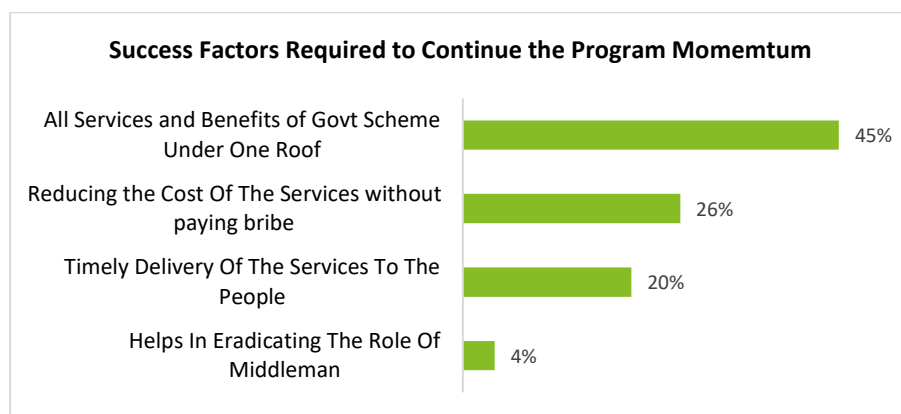 Success Factors Required to Continue the Program Momemtum
All Services and Benefits of Govt Scheme
Under One Roof
45%
Reducing the Cost Of The Services without
paying bribe
26%
Timely Delivery Of The Services To The
People
20%
Helps In Eradicating The Role Of
Middleman
4%